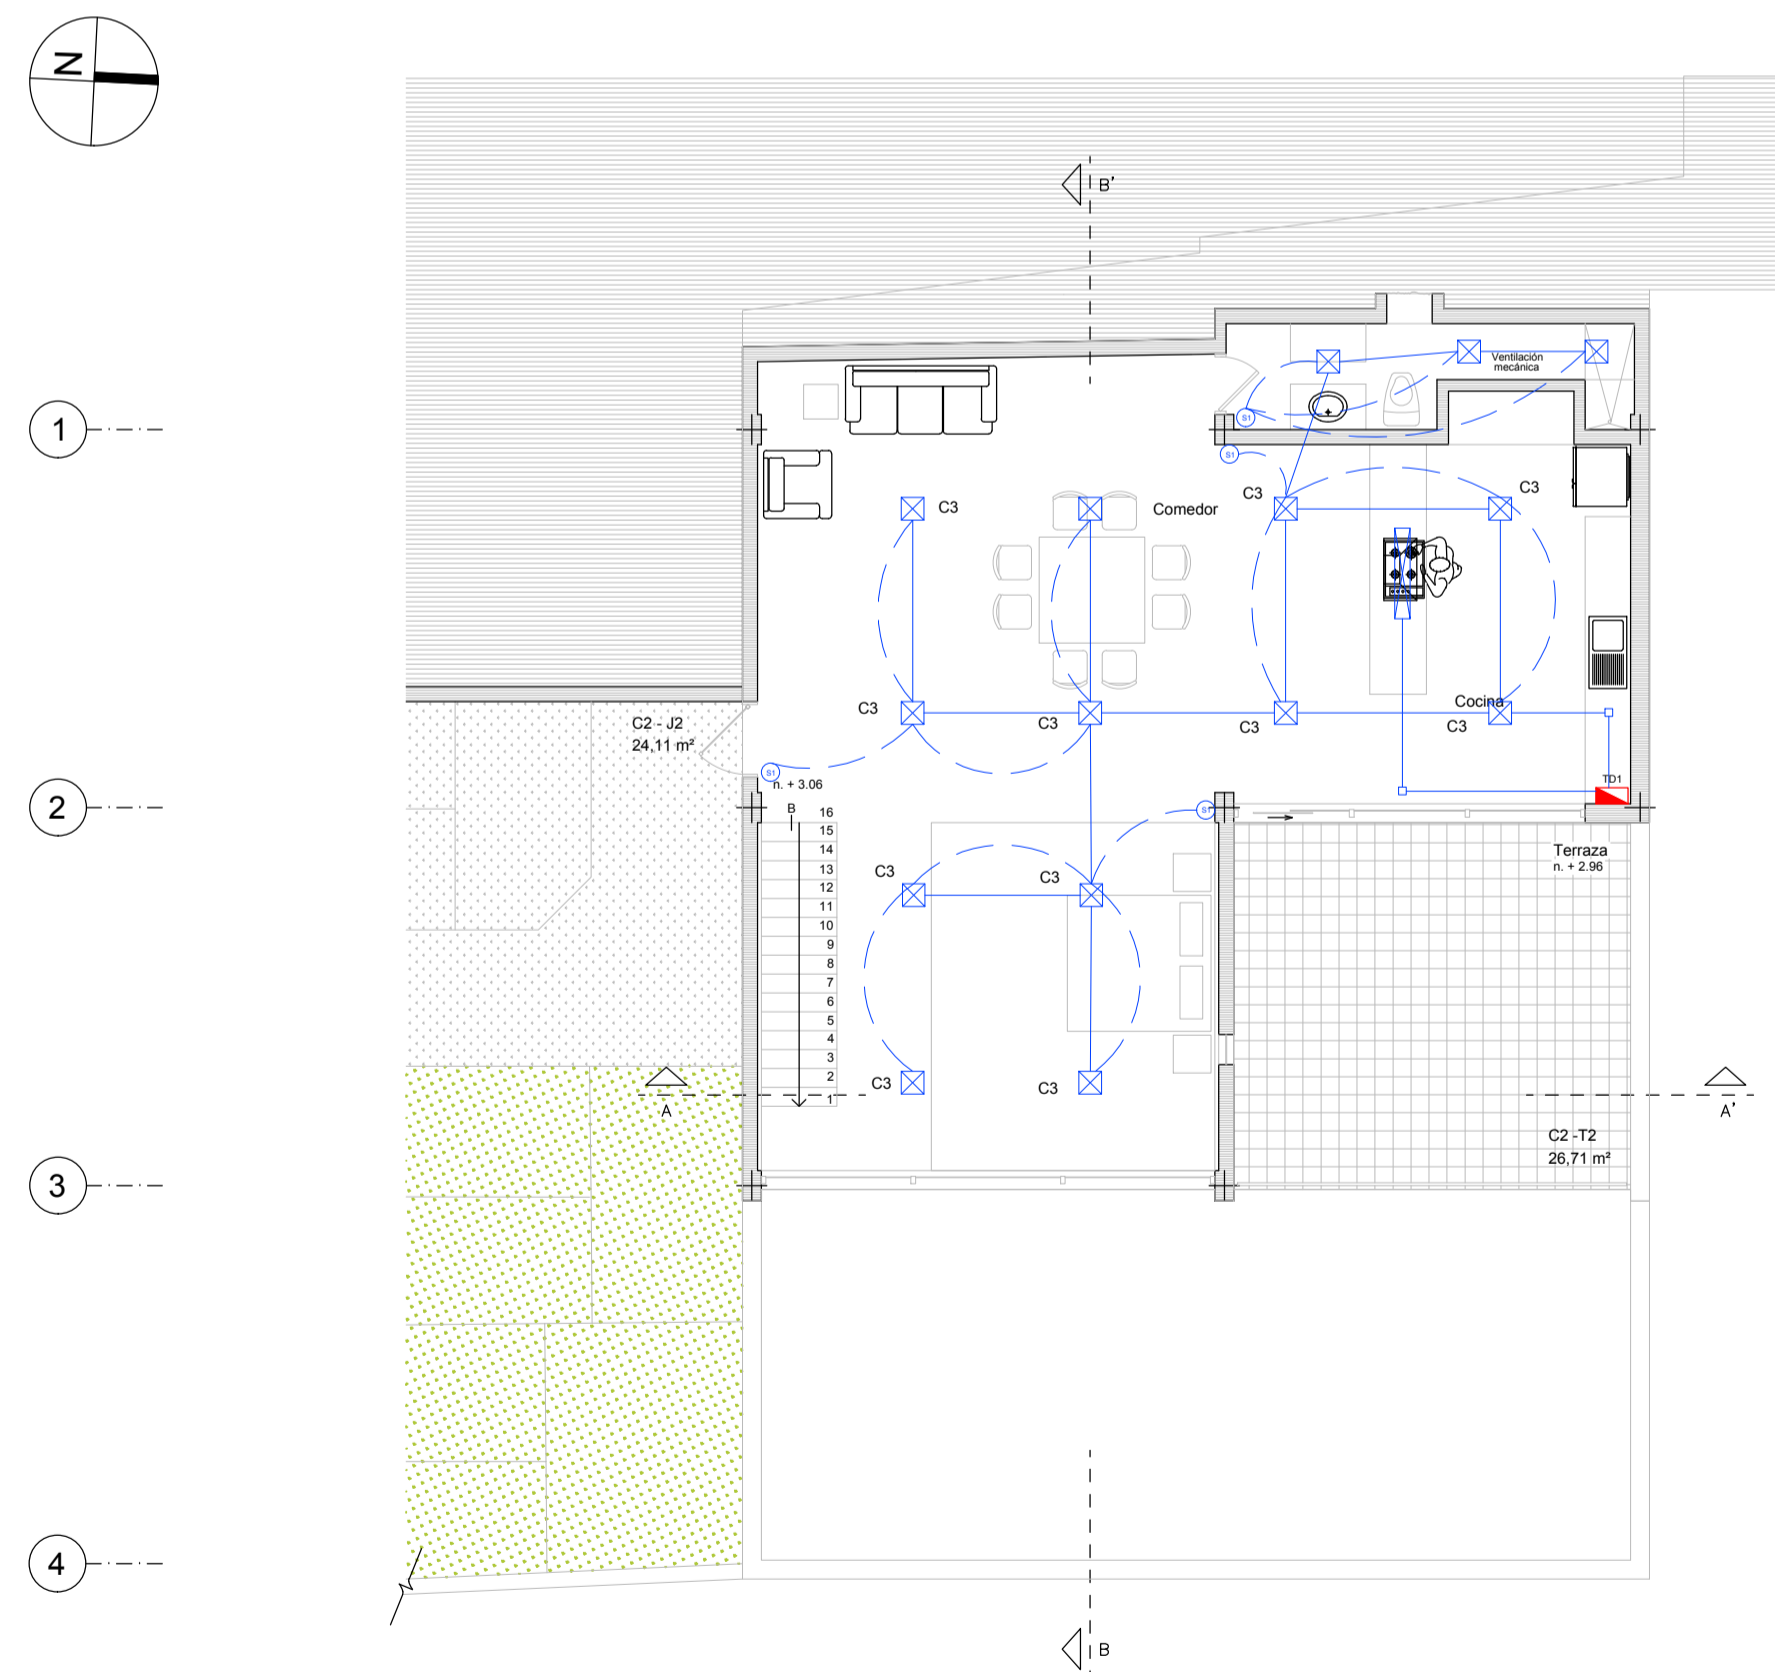 N
B'
Ventilación
mecánica
1
S1
S1
C3
Comedor
C3
C3
Cocina
C2 - J2
24,11 m²
C3
C3
C3
C3
S1
n. + 3.06
TD1
2
B
16
S1
15
14
13
12
11
10
9
8
7
6
5
4
3
2
1
Terraza
n. + 2.96
C3
C3
C3
C3
A
A'
C2 -T2
26,71 m²
3
4
B